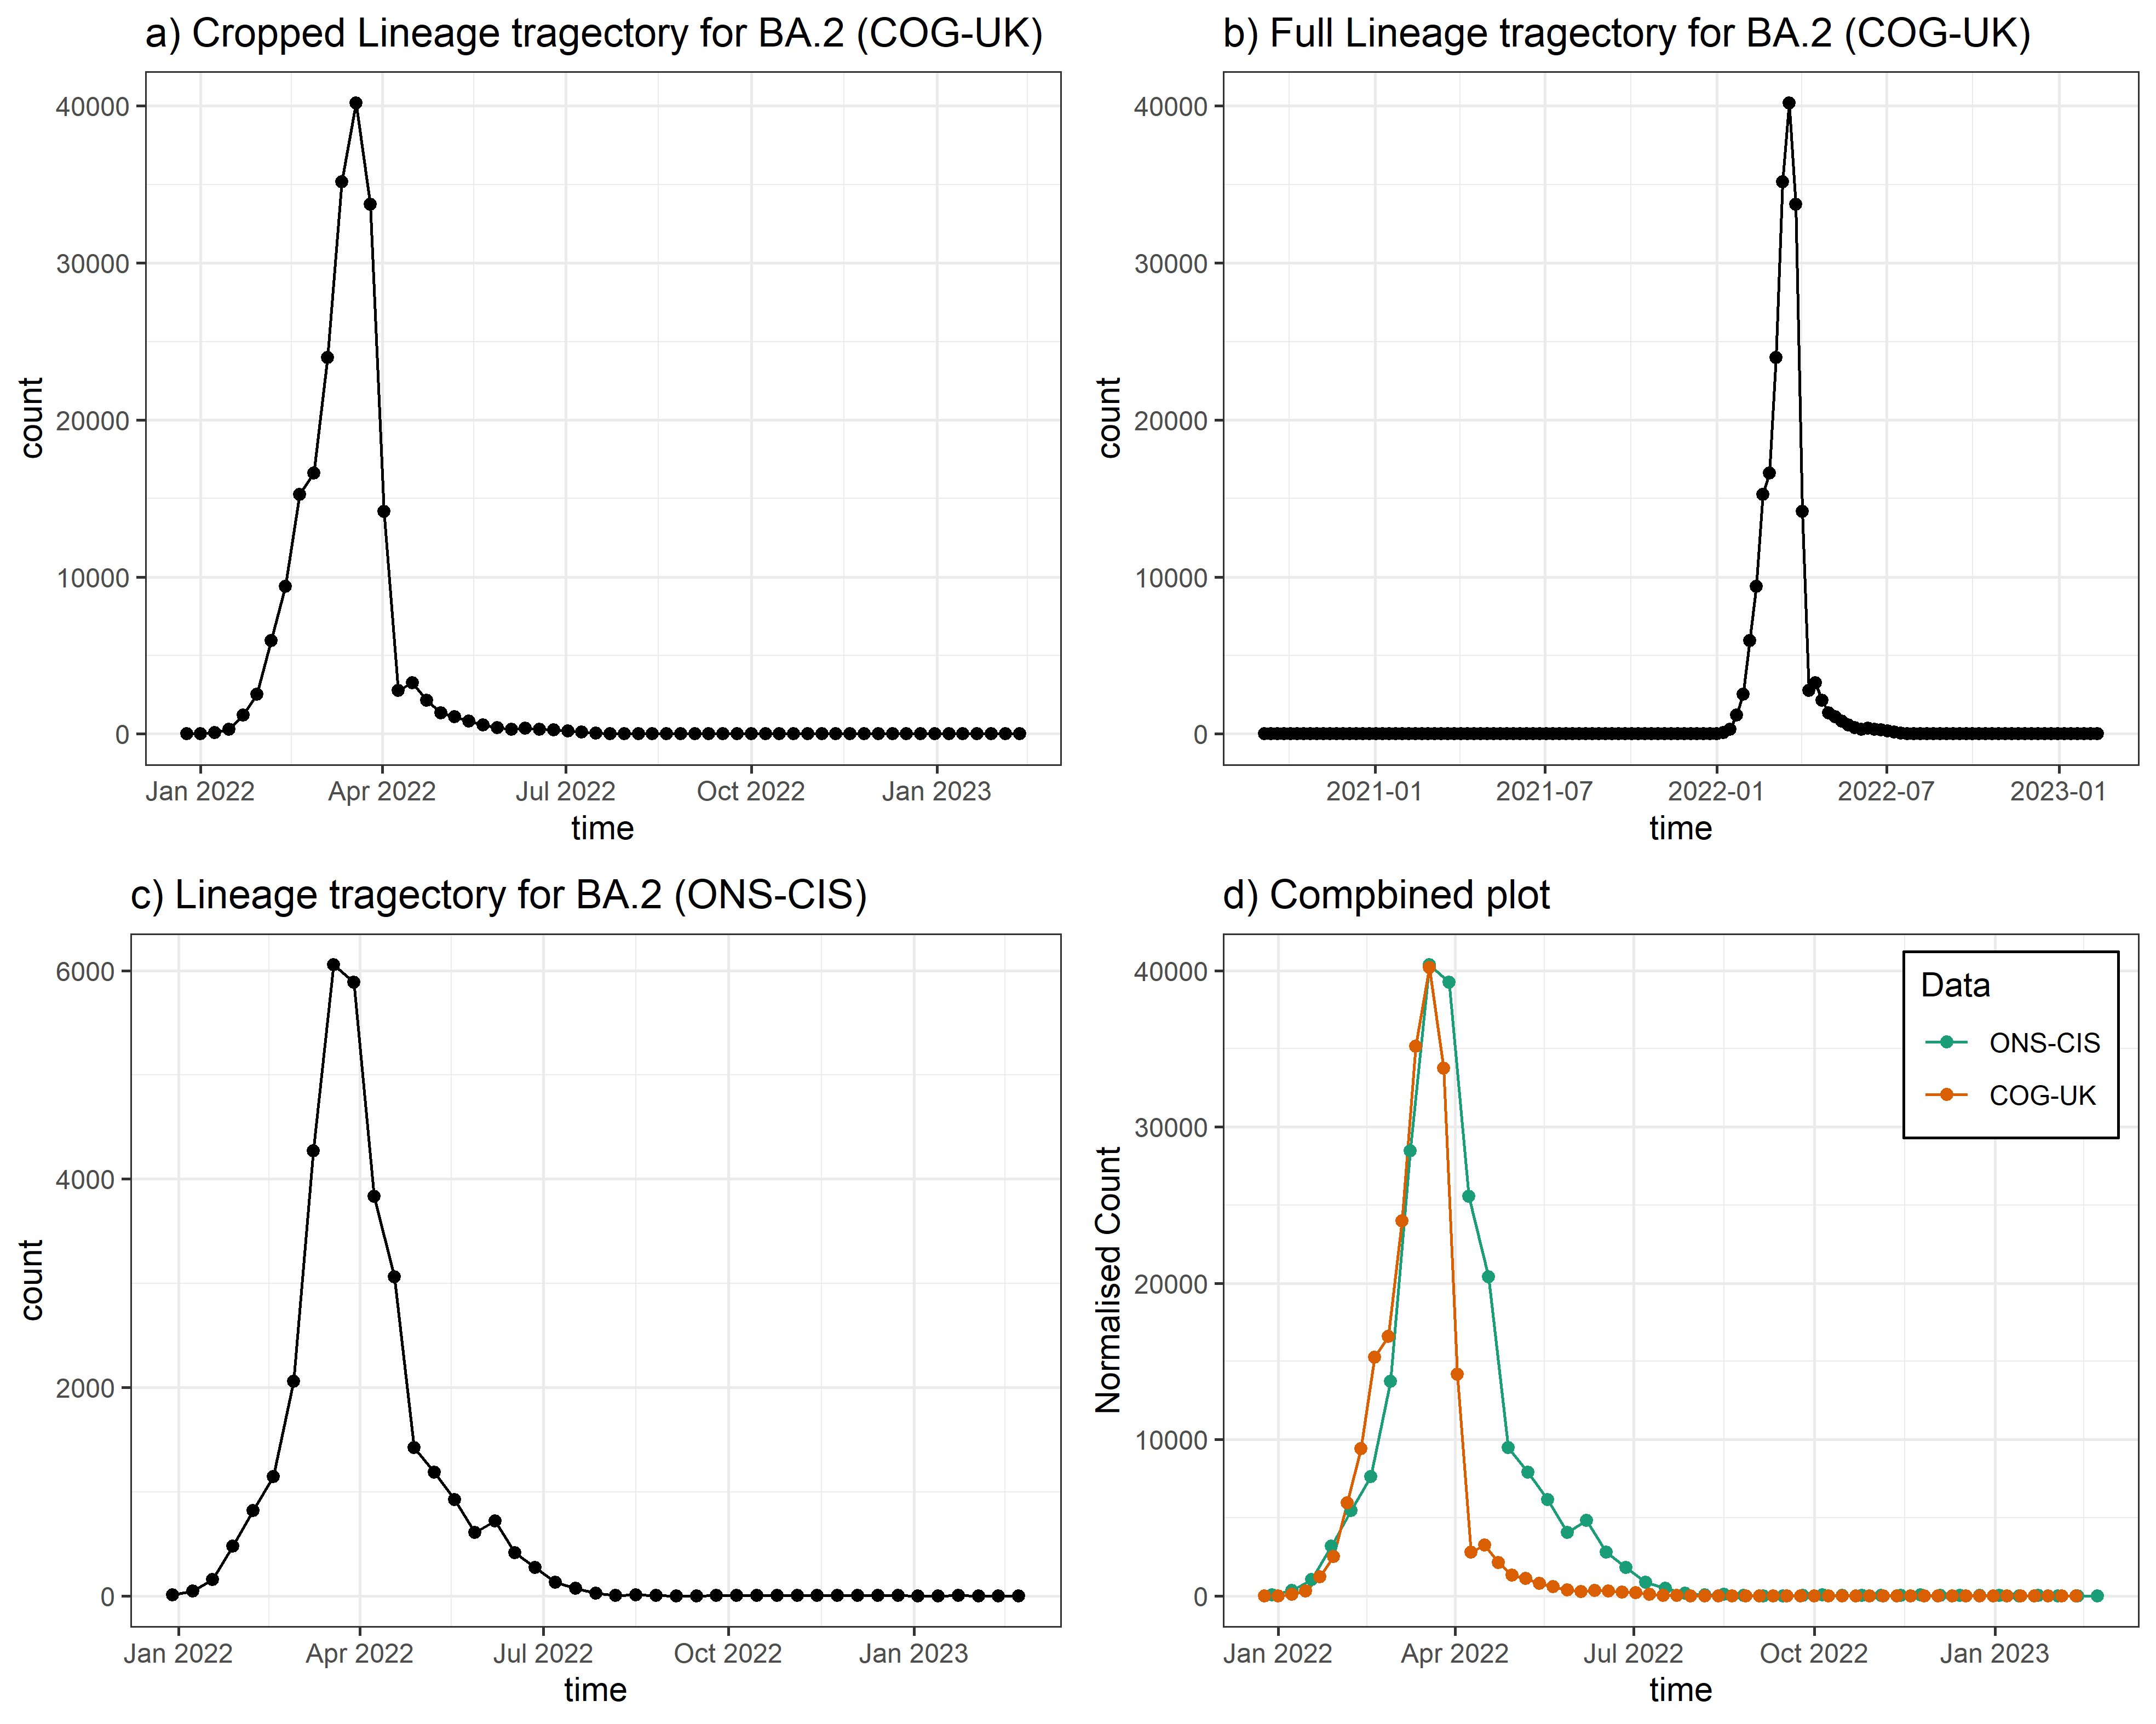 a) Cropped Lineage tragectory for BA.2 (COG-UK)
40000
30000
20000
10000
0
count
Jan 2022 Apr 2022 Jul 2022 Oct 2022 Jan 2023
time
b) Full Lineage tragectory for BA.2 (COG-UK)
40000
30000
20000
10000
0
count
2021-01 2021-07 2022-01 2022-07 2023-01
time
c) Lineage tragectory for BA.2 (ONS-CIS)
6000
4000
2000
0
count
Jan 2022 Apr 2022 Jul 2022 Oct 2022 Jan 2023
time
d) Compbined plot
40000
30000
20000
10000
0
Normalised Count
Data
ONS-CIS
COG-UK
Jan 2022 Apr 2022 Jul 2022 Oct 2022 Jan 2023
time